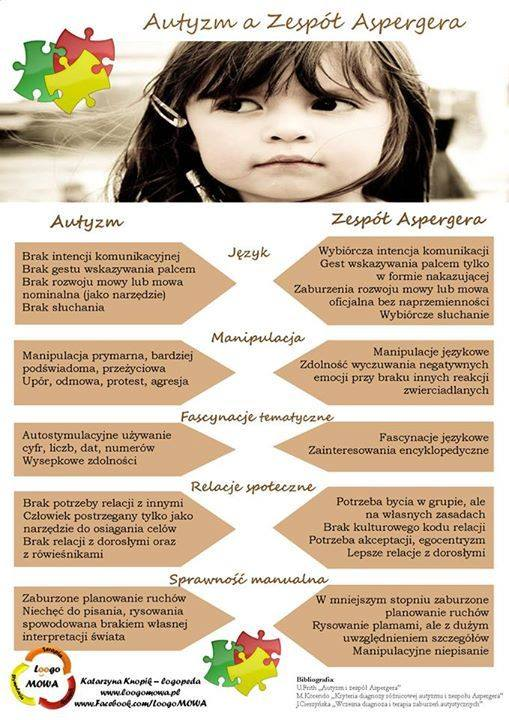 Autyzm a Zespół Aspergera
Autyzm
Zespół Aspergera
Język
Brak intencji komunikacyjnej
Brak gestu wskazywania palcem
Brak rozwoju mowy lub mowa
nominalna (jako narzędzie)
Brak słuchania
Wybiórcza intencja komunikacji
Gest wskazywania palcem tylko
w formie nakazującej
Zaburzenia rozwoju mowy lub mowa
oficjalna bez naprzemienności
Wybiórcze słuchanie
Manipulacja
Manipulacja prymarna, bardziej
podświadoma, przeżyciowa
Upór, odmowa, protest, agresja
Manipulacje językowe
Zdolność wyczuwania negatywnych
emocji przy braku innych reakcji
zwierciadlanych
Fascynacje tematyczne
Autostymulacyjne używanie
cyfr, liczb, dat, numerów
Wysepkowe zdolności
Fascynacje językowe
Zainteresowania encyklopedyczne
Relacje społeczne
Brak potrzeby relacji z innymi
Człowiek postrzegany tylko jako
narzędzie do osiągania celów
Brak relacji z dorosłymi oraz
z rówieśnikami
Potrzeba bycia w grupie, ale
na własnych zasadach
Brak kulturowego kodu relacji
Potrzeba akceptacji, egocentryzm
Lepsze relacje z dorosłymi
Sprawność manualna
Zaburzone planowanie ruchów
Niechęć do pisania, rysowania
spowodowana brakiem własnej
interpretacji świata
W mniejszym stopniu zaburzone
planowanie ruchów
Rysowanie plamami, ale z dużym
uwzględnieniem szczegółów
Manipulacyjne niepisanie
Terapia
Loogo
MOWA
Katarzyna Knopik – logopeda
www.loogomowa.pl
www.Facebook.com/LoogoMOWA
Bibliografia:
U.Frith „Autyzm i zespół Aspergera"
M.Korendo „Kryteria diagnozy różnicowej autyzmu i zespołu Aspergera"
J.Cieszyńska „Wczesna diagnoza i terapia zaburzeń autystycznych"